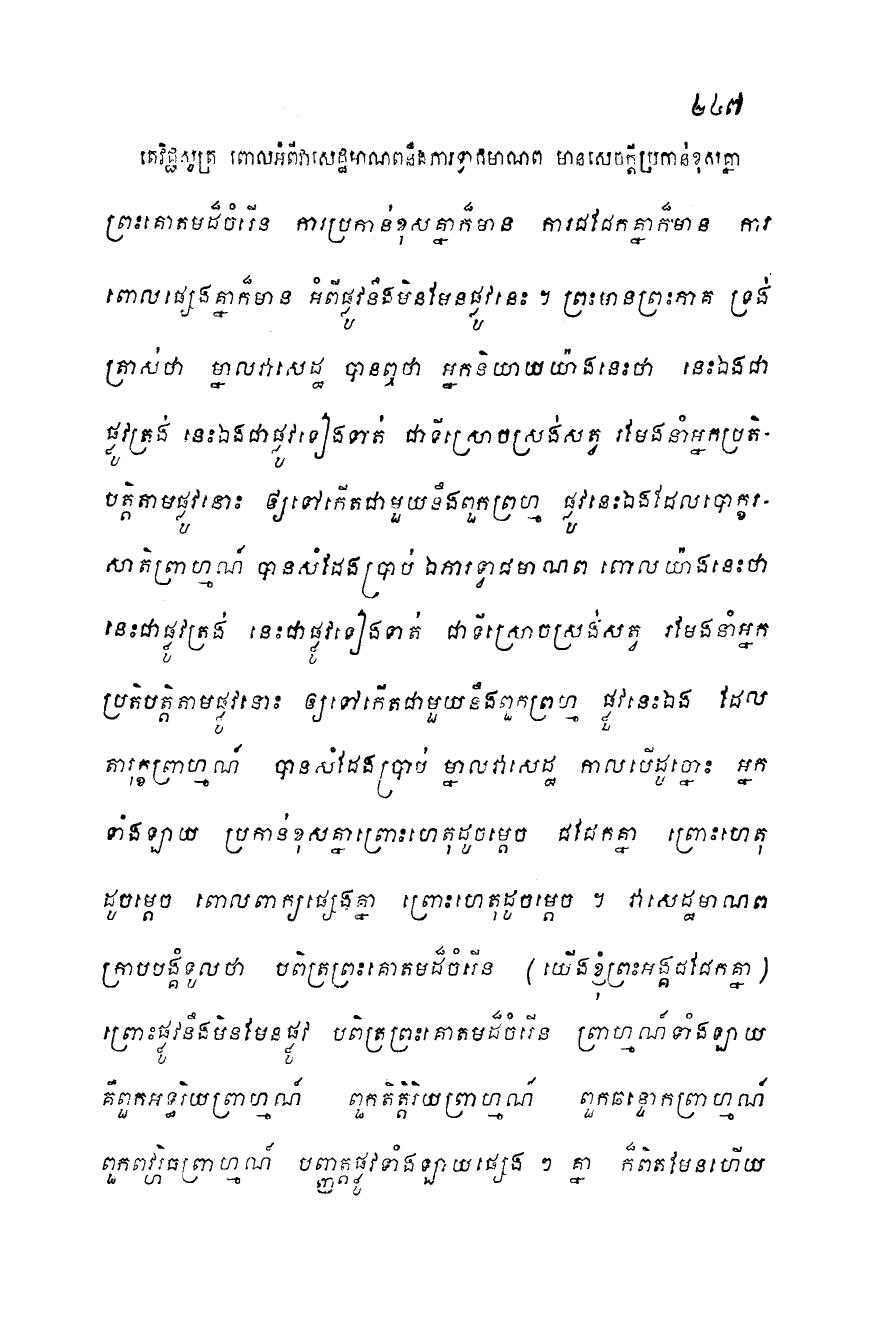 ២៤៧
តេវិជ្ជសូត្រ ពោលអំពីវាសេដ្ឋមាណពនឹងភារទ្វាជមាណព មានសេចក្តីប្រកាន់ខុសគ្នា
ព្រះគោតមដ៏ចំរើន ការប្រកាន់ខុសគ្នាក៏មាន ការជជែកគ្នាក៏មាន ការ
ពោលផ្សេងគ្នាក៏មាន អំពីផ្លូវនឹងមិនមែនផ្លូវនេះ ។ ព្រះមានព្រះភាគ ទ្រង់
ត្រាស់ថា ម្នាលវាសេដ្ឋ បានឮថា អ្នកនិយាយយ៉ាងនេះថា នេះឯងជា
ផ្លូវត្រង់ នេះឯងជាផ្លូវទៀងទាត់ ជាទីស្រោចស្រង់សត្វ រមែងនាំអ្នកប្រតិ-
បត្តិតាមផ្លូវនោះ ឲ្យទៅកើតជាមួយនឹងពួកព្រហ្ម ផ្លូវនេះឯងដែលបោក្ខរ-
សាតិព្រាហ្មណ៍ បានសំដែងប្រាប់ ឯភារទ្វាជមាណព ពោលយ៉ាងនេះថា
នេះជាផ្លូវត្រង់ នេះជាផ្លូវទៀងទាត់ ជាទីស្រោចស្រង់សត្វ រមែងនាំអ្នក
ប្រតិបត្តិតាមផ្លូវនោះ ឲ្យទៅកើតជាមួយនឹងពួកព្រហ្ម ផ្លូវនេះឯង ដែល
តារុក្ខព្រាហ្មណ៍ បានសំដែងប្រាប់ ម្នាលវាសេដ្ឋ កាលបើដូច្នោះ អ្នក
ទាំងឡាយ ប្រកាន់ខុសគ្នាព្រោះហេតុដូចម្តេច ជជែកគ្នា ព្រោះហេតុ
ដូចម្តេច ពោលពាក្យផ្សេងគ្នា ព្រោះហេតុដូចម្តេច ។ វាសេដ្ឋមាណព
ក្រាបបង្គំទូលថា បពិត្រព្រះគោតមដ៏ចំរើន (យើងខ្ញុំព្រះអង្គជជែកគ្នា)
ព្រោះផ្លូវនឹងមិនមែនផ្លូវ បពិត្រព្រះគោតមដ៏ចំរើន ព្រាហ្មណ៍ទាំងឡាយ
គឺពួកអទ្ធរិយព្រាហ្មណ៍ ពួកតិត្តិរិយព្រាហ្មណ៍ ពួកឆន្ទោកព្រាហ្មណ៍
ពួកពវ្ហរិធព្រាហ្មណ៍ បញ្ញត្តផ្លូវទាំងឡាយផ្សេង ៗ គ្នា ក៏ពិតមែនហើយ